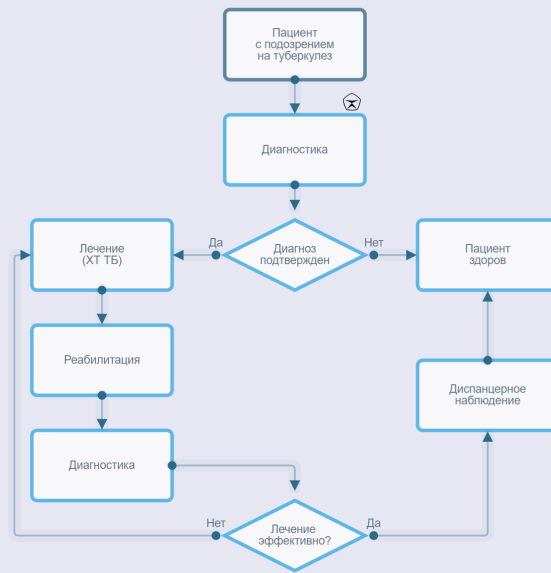 Пациент
с подозрением
на туберкулез
Диагностика
Да
Диагноз
подтвержден
Нет
Лечение
(ХТ ТБ)
Пациент
здоров
Реабилитация
Диспанцерное
наблюдение
Диагностика
Нет
Лечение
эффективно?
Да